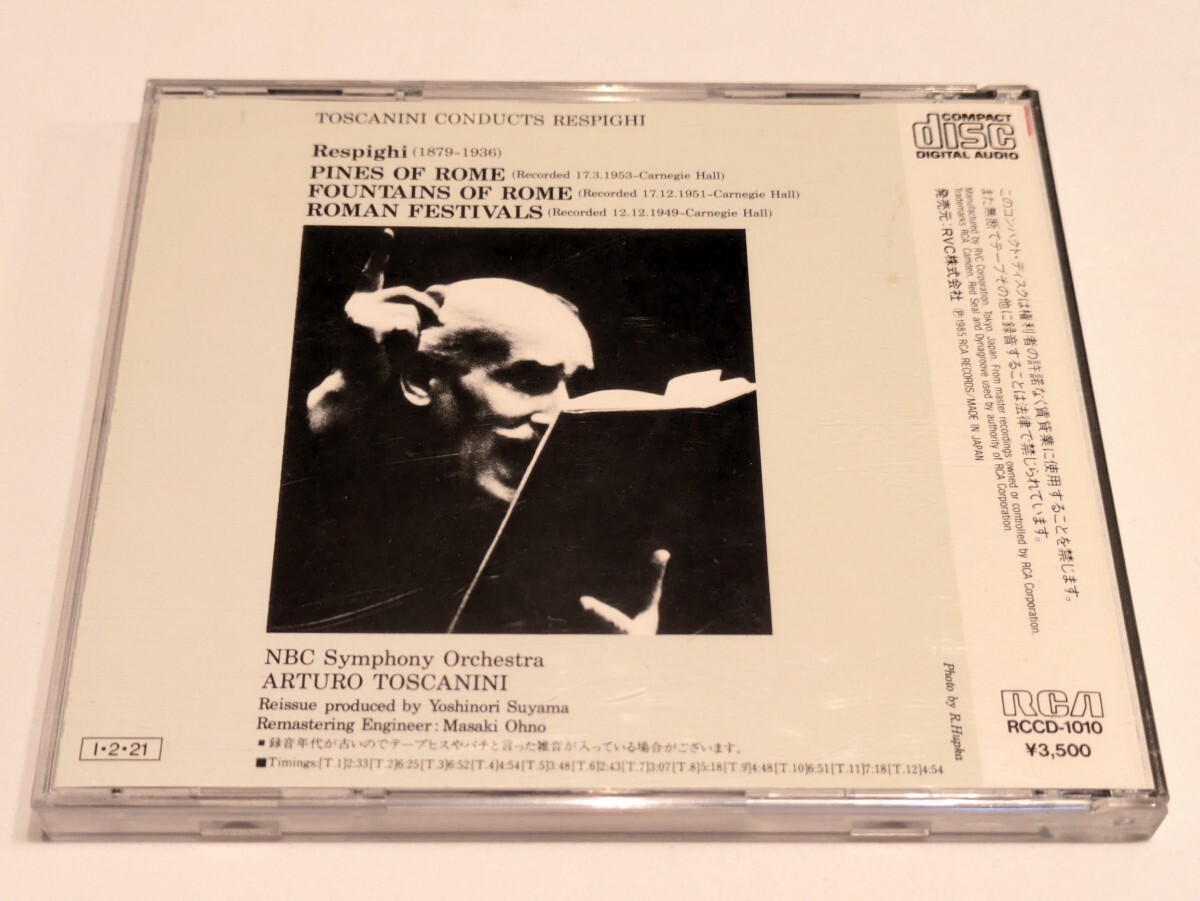 TOSCANINI CONDUCTS RESPIGHI
Respighi (1879-1936)
PINES OF ROME (Recorded 17.3.1953-Carnegie Hall)
FOUNTAINS OF ROME (Recorded 17.12.1951-Carnegie Hall)
ROMAN FESTIVALS (Recorded 12.12.1949-Carnegie Hall)
NBC Symphony Orchestra
ARTURO TOSCANINI
Reissue produced by Yoshinori Suyama
Remastering Engineer: Masaki Ohno
■録音年代が古いのでテープヒスやパチと言った雑音が入っている場合がございます。
■Timings:[T.1]2:33[T.2]6:25[T.3]6:52[T.4]4:54[T.5]3:48[T.6]2:43[T.7]3:07[T.8]5:18[T.9]4:48[T.10]6:51[T.11]7:18[T.12]4:54
I・2・21
COMPACT
disc
DIGITAL AUDIO
このコンパクト・ディスクは権利者の許諾なく賃貸業に使用することを禁じます。
また無断でテープその他に録音することは法律で禁じられています。
Manufactured by RVC Corporation, Tokyo, Japan. From master recordings owned or controlled by RCA Corporation.
Trademarks RCA, Camden, Red Seal and Dynagroove used by authority of RCA Corporation.
発売元:RVC株式会社 ℗1985 RCA RECORDS/MADE IN JAPAN
Photo by R.Hupka
RCA
RCCD-1010
¥3,500